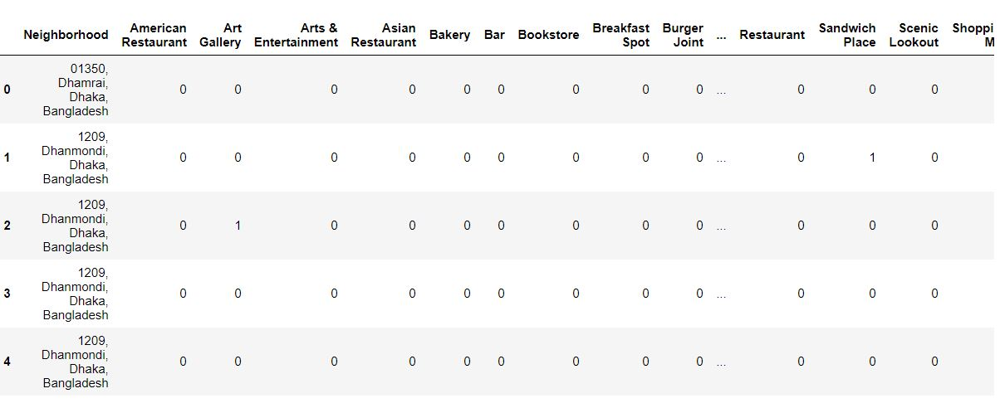 Neighborhood American Restaurant Art Gallery Arts & Entertainment Asian Restaurant Bakery Bar Bookstore Breakfast Spot Burger Joint ... Restaurant Sandwich Place Scenic Lookout Shoppi M
0 01350, Dhamrai, Dhaka, Bangladesh 0 0 0 0 0 0 0 0 0 ... 0 0 0
1 1209, Dhanmondi, Dhaka, Bangladesh 0 0 0 0 0 0 0 0 0 ... 0 1 0
2 1209, Dhanmondi, Dhaka, Bangladesh 0 1 0 0 0 0 0 0 0 ... 0 0 0
3 1209, Dhanmondi, Dhaka, Bangladesh 0 0 0 0 0 0 0 0 0 ... 0 0 0
4 1209, Dhanmondi, Dhaka, Bangladesh 0 0 0 0 0 0 0 0 0 ... 0 0 0